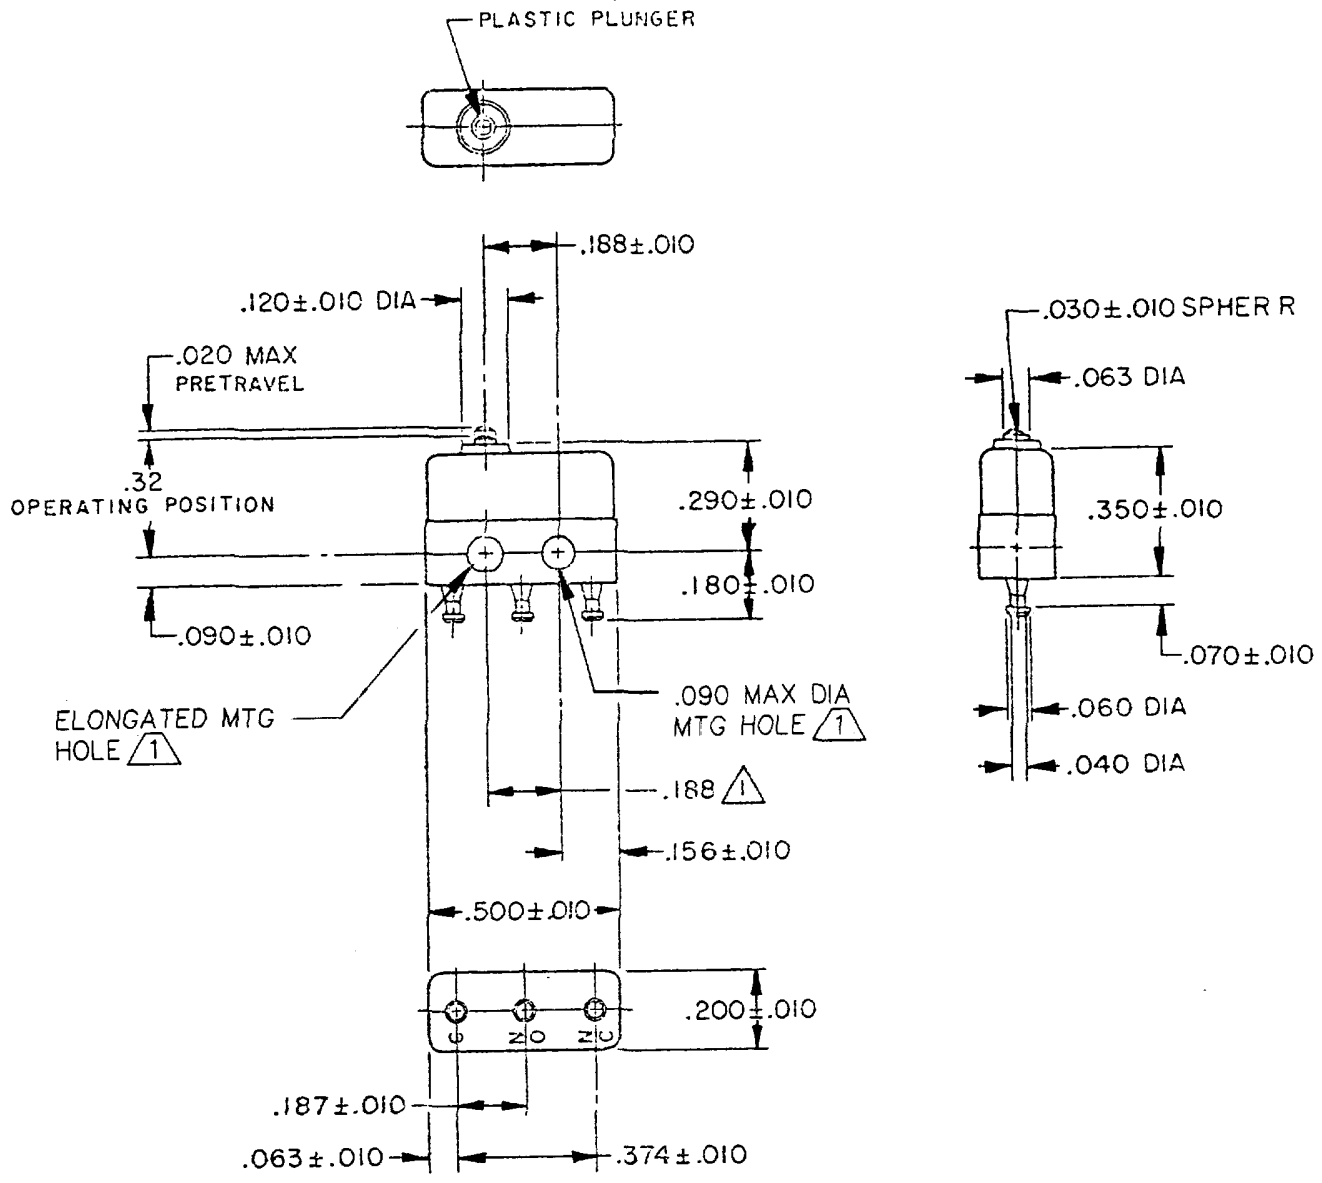 PLASTIC PLUNGER
.188±.010
.120±.010 DIA
.030±.010 SPHER R
.020 MAX
PRETRAVEL
.063 DIA
.32
OPERATING POSITION
.290±.010
.350±.010
.180±.010
.090±.010
.070±.010
ELONGATED MTG
HOLE 1
.090 MAX DIA
MTG HOLE 1
.060 DIA
.040 DIA
.188 1
.156±.010
.500±.010
.200±.010
C NO NC
.187±.010
.063±.010
.374±.010